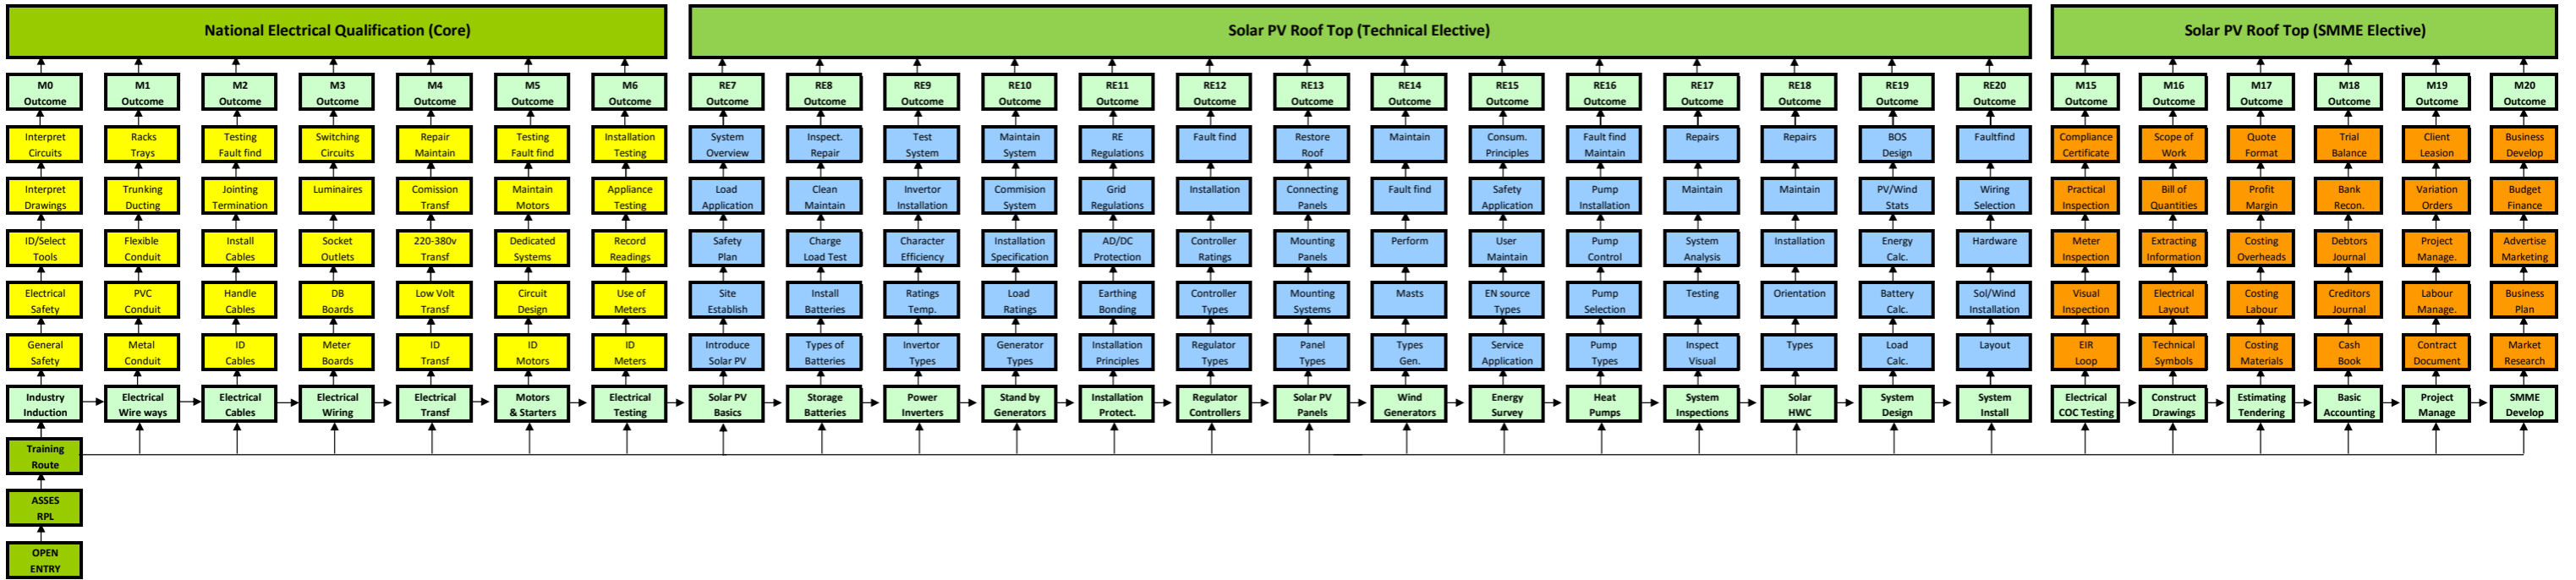 National Electrical Qualification (Core)
Solar PV Roof Top (Technical Elective)
Solar PV Roof Top (SMME Elective)
M0
Outcome
M1
Outcome
M2
Outcome
M3
Outcome
M4
Outcome
M5
Outcome
M6
Outcome
RE7
Outcome
RE8
Outcome
RE9
Outcome
RE10
Outcome
RE11
Outcome
RE12
Outcome
RE13
Outcome
RE14
Outcome
RE15
Outcome
RE16
Outcome
RE17
Outcome
RE18
Outcome
RE19
Outcome
RE20
Outcome
M15
Outcome
M16
Outcome
M17
Outcome
M18
Outcome
M19
Outcome
M20
Outcome
Interpret
Circuits
Racks
Trays
Testing
Fault find
Switching
Circuits
Repair
Maintain
Testing
Fault find
Installation
Testing
System
Overview
Inspect.
Repair
Test
System
Maintain
System
RE
Regulations
Fault find
Restore
Roof
Maintain
Consum.
Principles
Fault find
Maintain
Repairs
Repairs
BOS
Design
Faultfind
Compliance
Certificate
Scope of
Work
Quote
Format
Trial
Balance
Client
Leasion
Business
Develop
Interpret
Drawings
Trunking
Ducting
Jointing
Termination
Luminaires
Comission
Transf
Maintain
Motors
Appliance
Testing
Load
Application
Clean
Maintain
Invertor
Installation
Commision
System
Grid
Regulations
Installation
Connecting
Panels
Fault find
Safety
Application
Pump
Installation
Maintain
Maintain
PV/Wind
Stats
Wiring
Selection
Practical
Inspection
Bill of
Quantities
Profit
Margin
Bank
Recon.
Variation
Orders
Budget
Finance
ID/Select
Tools
Flexible
Conduit
Install
Cables
Socket
Outlets
220-380v
Transf
Dedicated
Systems
Record
Readings
Safety
Plan
Charge
Load Test
Character
Efficiency
Installation
Specification
AD/DC
Protection
Controller
Ratings
Mounting
Panels
Perform
User
Maintain
Pump
Control
System
Analysis
Installation
Energy
Calc.
Hardware
Meter
Inspection
Extracting
Information
Costing
Overheads
Debtors
Journal
Project
Manage.
Advertise
Marketing
Electrical
Safety
PVC
Conduit
Handle
Cables
DB
Boards
Low Volt
Transf
Circuit
Design
Use of
Meters
Site
Establish
Install
Batteries
Ratings
Temp.
Load
Ratings
Earthing
Bonding
Controller
Types
Mounting
Systems
Masts
EN source
Types
Pump
Selection
Testing
Orientation
Battery
Calc.
Sol/Wind
Installation
Visual
Inspection
Electrical
Layout
Costing
Labour
Creditors
Journal
Labour
Manage.
Business
Plan
General
Safety
Metal
Conduit
ID
Cables
Meter
Boards
ID
Transf
ID
Motors
ID
Meters
Introduce
Solar PV
Types of
Batteries
Invertor
Types
Generator
Types
Installation
Principles
Regulator
Types
Panel
Types
Types
Gen.
Service
Application
Pump
Types
Inspect
Visual
Types
Load
Calc.
Layout
EIR
Loop
Technical
Symbols
Costing
Materials
Cash
Book
Contract
Document
Market
Research
Industry
Induction
Electrical
Wire ways
Electrical
Cables
Electrical
Wiring
Electrical
Transf
Motors
& Starters
Electrical
Testing
Solar PV
Basics
Storage
Batteries
Power
Inverters
Stand by
Generators
Installation
Protect.
Regulator
Controllers
Solar PV
Panels
Wind
Generators
Energy
Survey
Heat
Pumps
System
Inspections
Solar
HWC
System
Design
System
Install
Electrical
COC Testing
Construct
Drawings
Estimating
Tendering
Basic
Accounting
Project
Manage
SMME
Develop
Training
Route
ASSES
RPL
OPEN
ENTRY